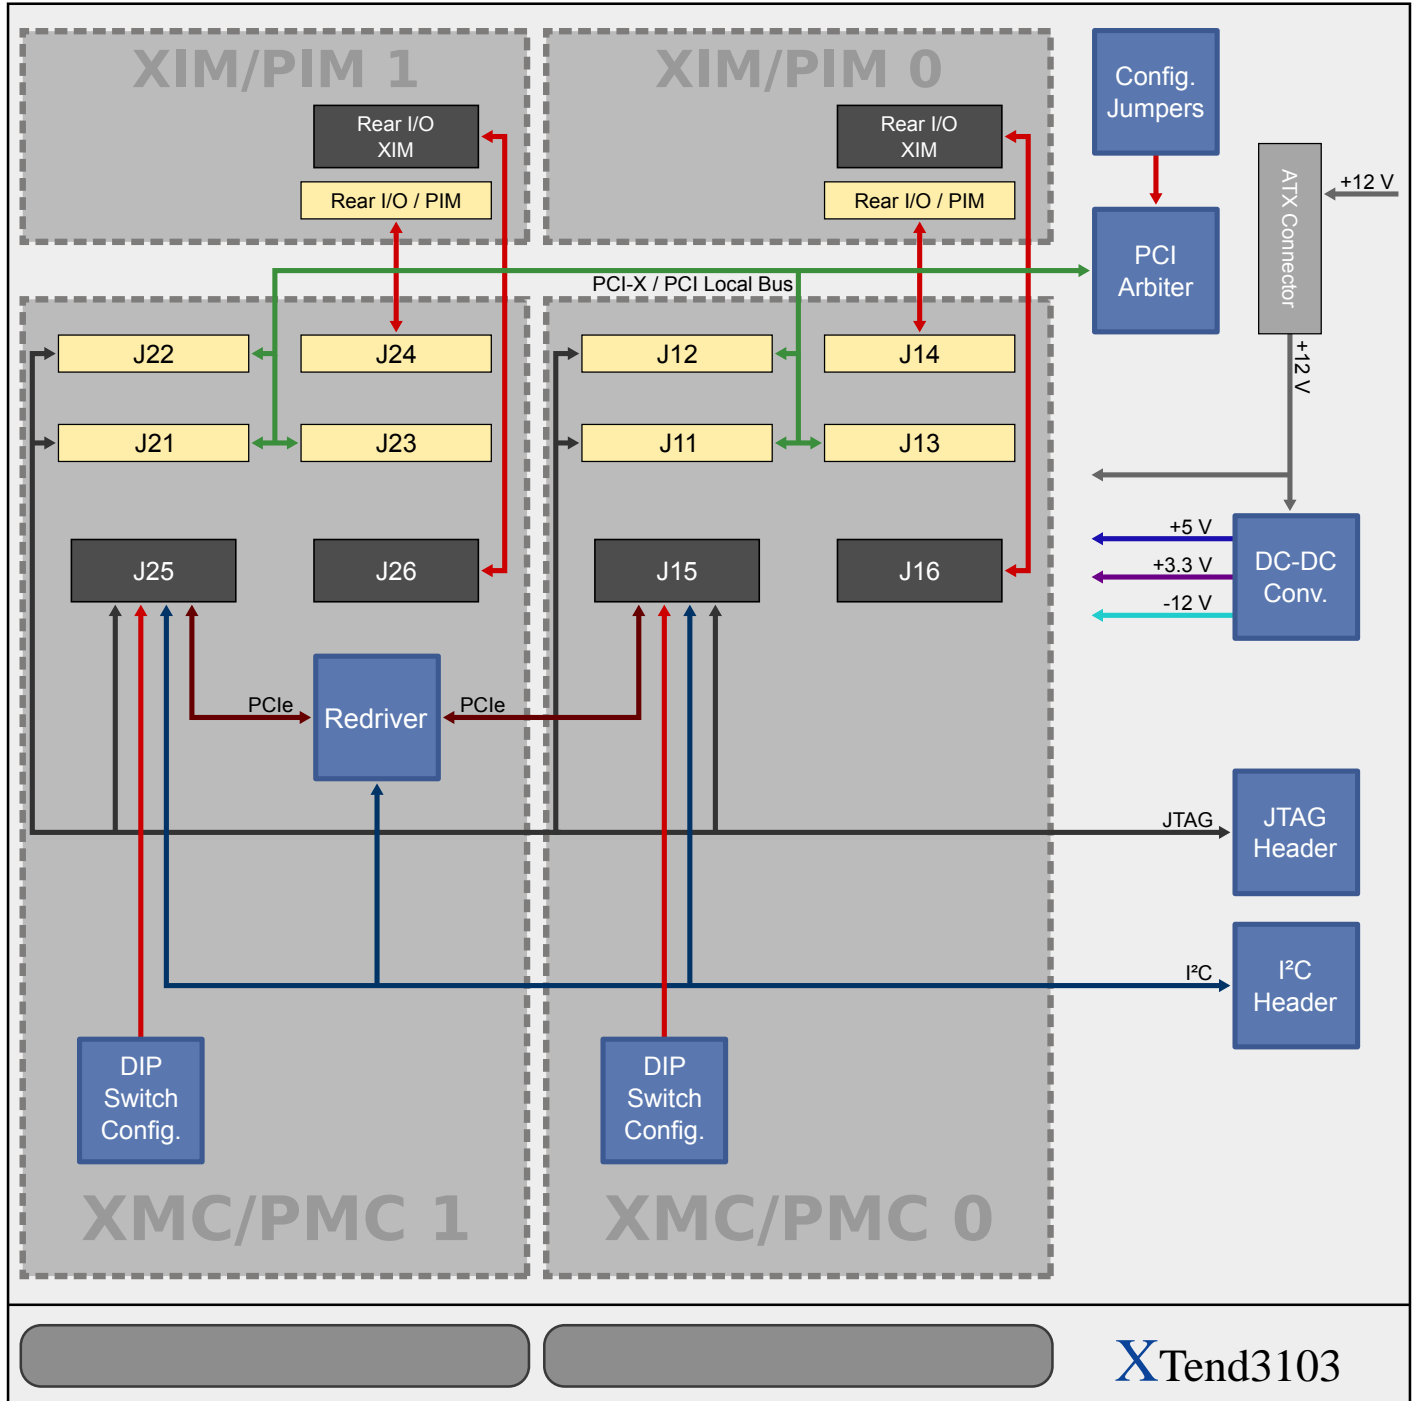 XIM/PIM 1
XIM/PIM 0
Rear I/O
XIM
Rear I/O / PIM
Rear I/O
XIM
Rear I/O / PIM
Config.
Jumpers
ATX Connector
+12 V
PCI
Arbiter
PCI-X / PCI Local Bus
+12 V
J22
J24
J12
J14
J21
J23
J11
J13
J25
J26
J15
J16
+5 V
+3.3 V
-12 V
DC-DC
Conv.
PCIe
Redriver
PCIe
JTAG
JTAG
Header
I²C
I²C
Header
DIP
Switch
Config.
DIP
Switch
Config.
XMC/PMC 1
XMC/PMC 0
XTend3103